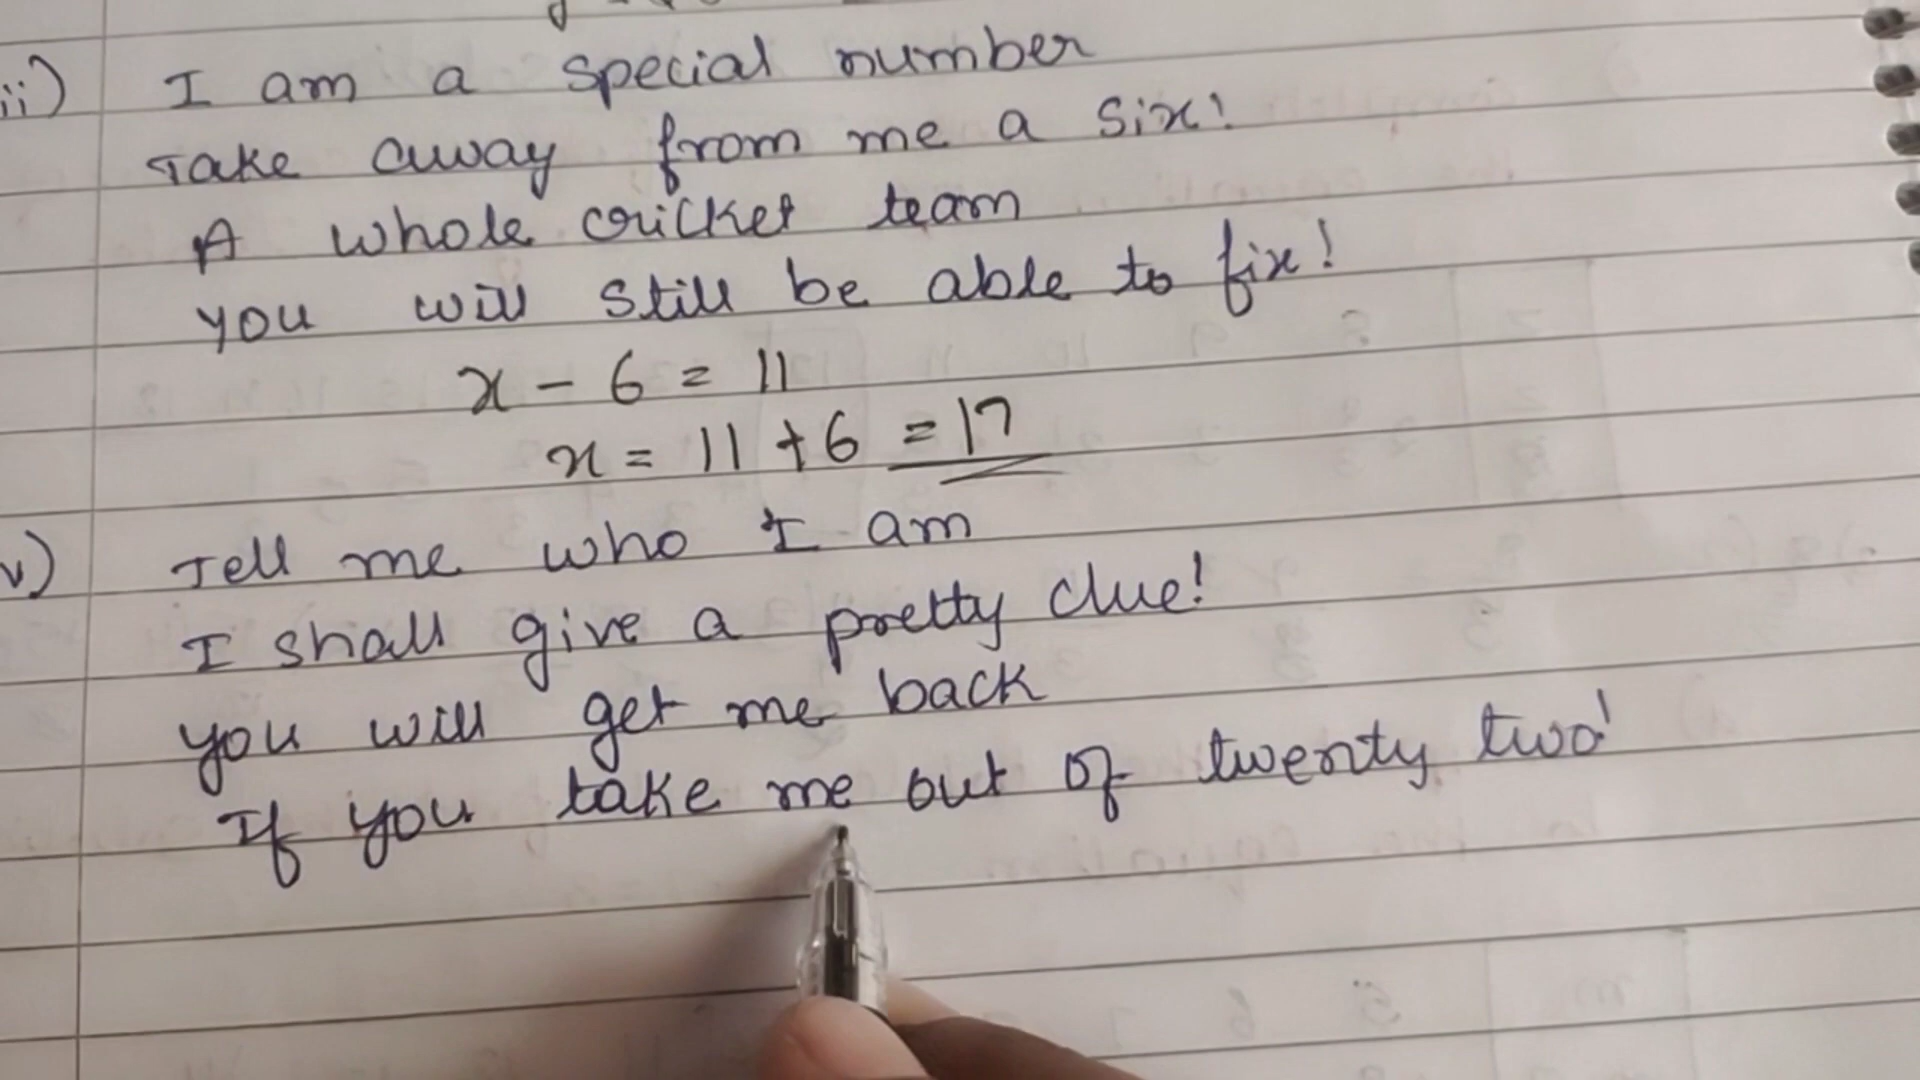 ii) I am a special number
Take away from me a six!
A whole cricket team
you will still be able to fix!
x - 6 = 11
x = 11 + 6 = 17
v) Tell me who I am
I shall give a pretty clue!
you will get me back
If you take me out of twenty two!